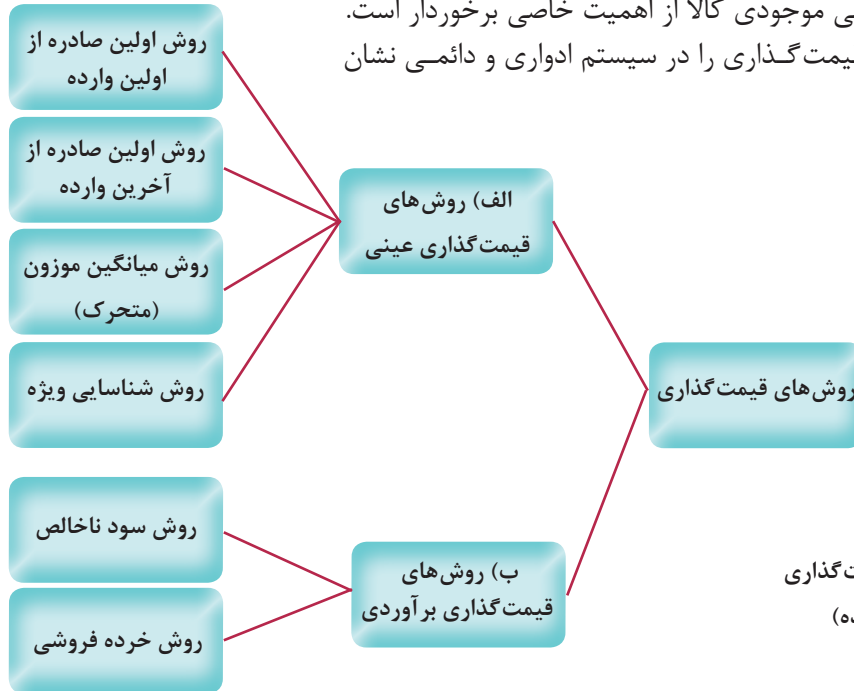 ی موجودی کالا از اهمیت خاصی برخوردار است.
یمت‌گـذاری را در سیستم ادواری و دائمـی نشان
روش‌های قیمت‌گذاری
الف) روش‌های
قیمت‌گذاری عینی
روش اولین صادره از
اولین وارده
روش اولین صادره از
آخرین وارده
روش میانگین موزون
(متحرک)
روش شناسایی ویژه
ب) روش‌های
قیمت‌گذاری برآوردی
روش سود ناخالص
روش خرده فروشی
ت‌گذاری
ده)